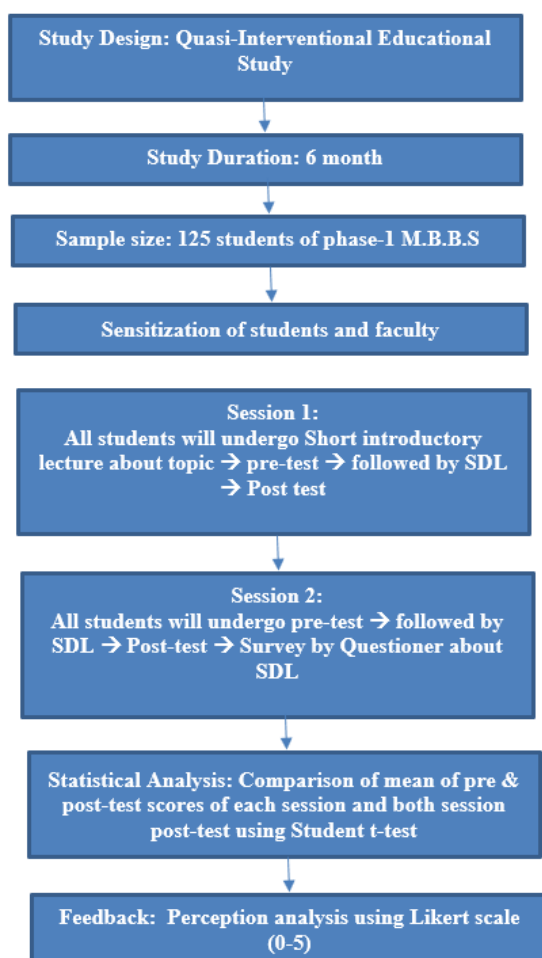 Study Design: Quasi-Interventional Educational
Study
Study Duration: 6 month
Sample size: 125 students of phase-1 M.B.B.S
Sensitization of students and faculty
Session 1:
All students will undergo Short introductory
lecture about topic → pre-test → followed by SDL
→ Post test
Session 2:
All students will undergo pre-test → followed by
SDL → Post-test → Survey by Questioner about
SDL
Statistical Analysis: Comparison of mean of pre &
post-test scores of each session and both session
post-test using Student t-test
Feedback: Perception analysis using Likert scale
(0-5)